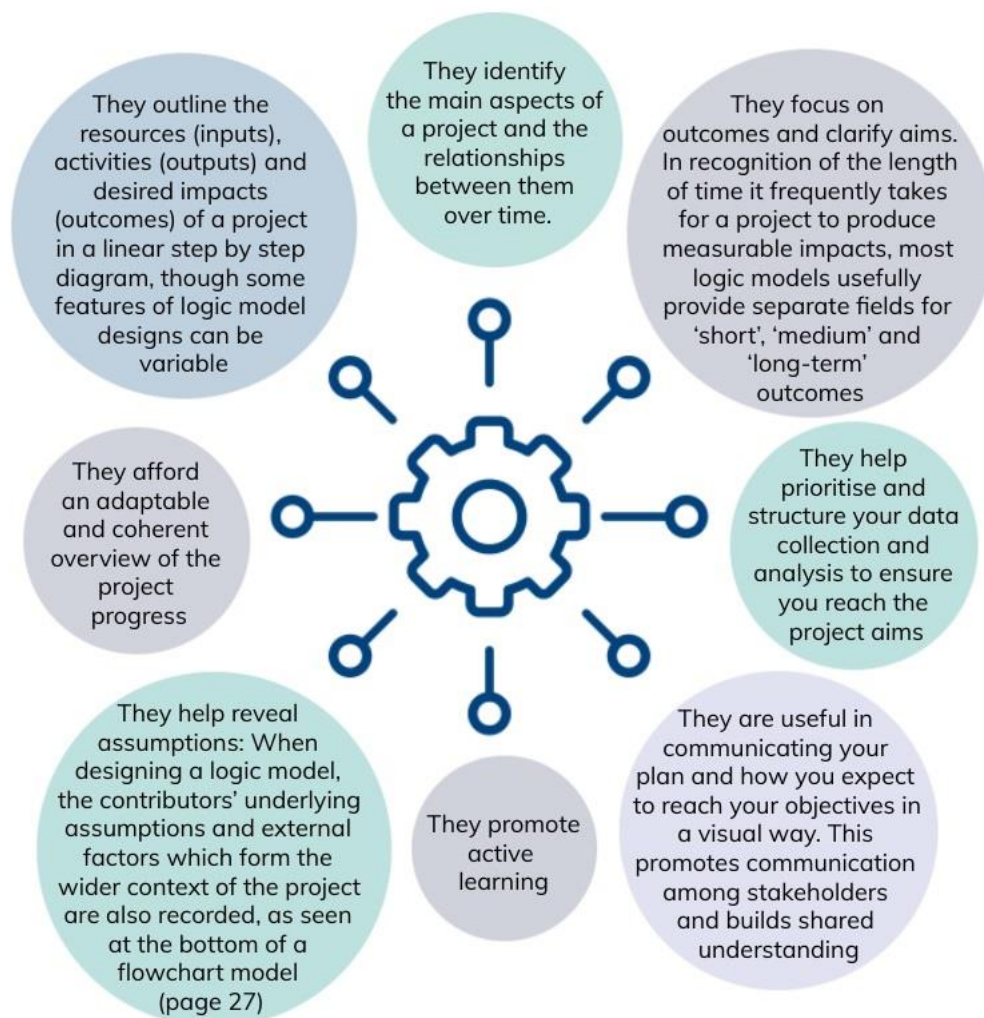 They outline the
resources (inputs),
activities (outputs) and
desired impacts
(outcomes) of a project
in a linear step by step
diagram, though some
features of logic model
designs can be
variable
They identify
the main aspects of
a project and the
relationships
between them
over time.
They focus on
outcomes and clarify aims.
In recognition of the length
of time it frequently takes
for a project to produce
measurable impacts, most
logic models usefully
provide separate fields for
‘short’, ‘medium’ and
‘long-term’
outcomes
They afford
an adaptable
and coherent
overview of the
project
progress
They help
prioritise and
structure your data
collection and
analysis to ensure
you reach the
project aims
They help reveal
assumptions: When
designing a logic model,
the contributors’ underlying
assumptions and external
factors which form the
wider context of the project
are also recorded, as seen
at the bottom of a
flowchart model
(page 27)
They promote
active
learning
They are useful in
communicating your
plan and how you expect
to reach your objectives in
a visual way. This
promotes communication
among stakeholders
and builds shared
understanding